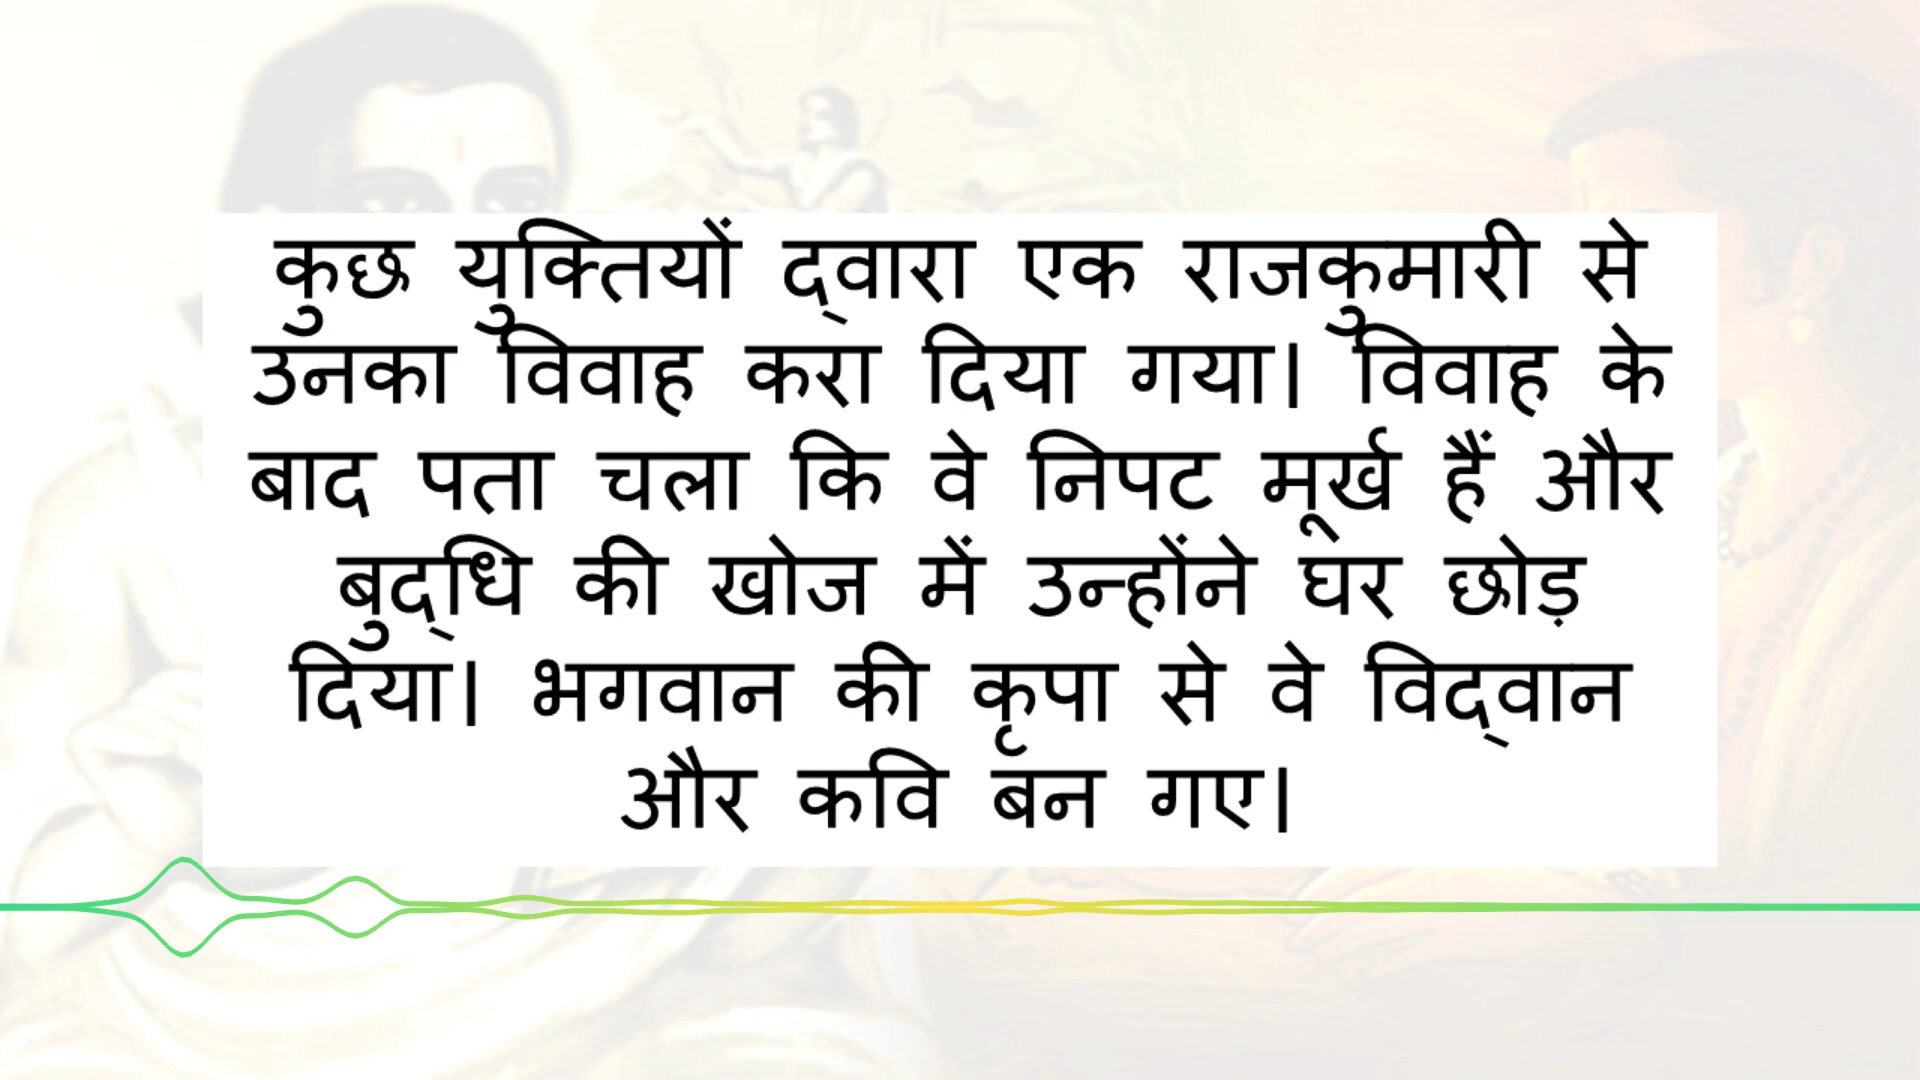 कुछ युक्तियों द्वारा एक राजकुमारी से
उनका विवाह करा दिया गया। विवाह के
बाद पता चला कि वे निपट मूर्ख हैं और
बुद्धि की खोज में उन्होंने घर छोड़
दिया। भगवान की कृपा से वे विद्वान
और कवि बन गए।